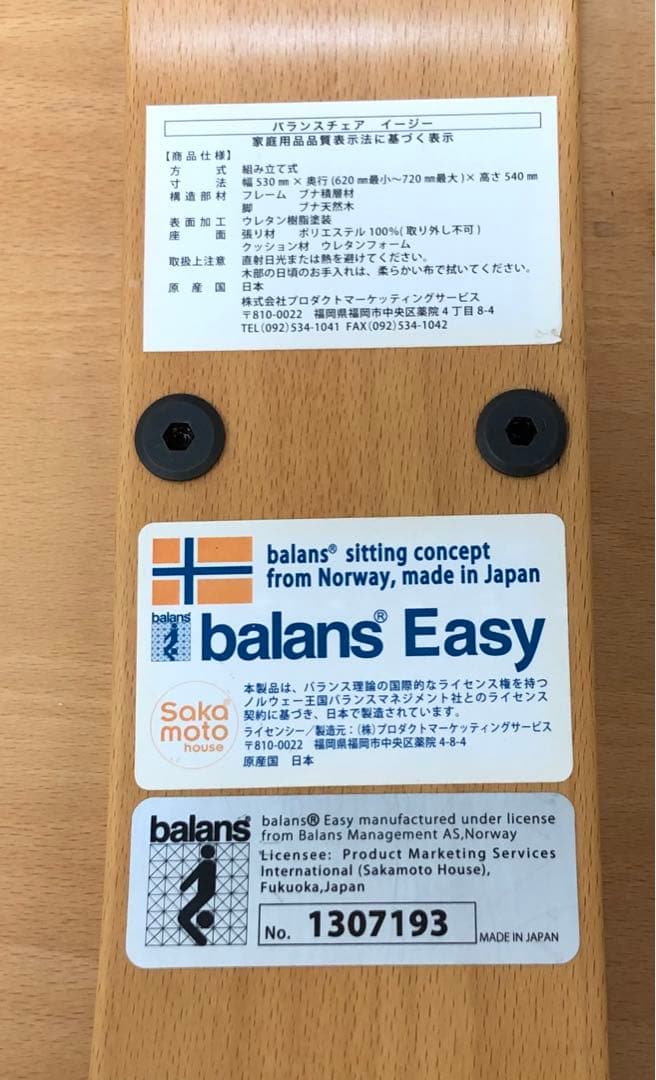 バランスチェア　イージー
家庭用品品質表示法に基づく表示
【商品仕様】
方　　式　組み立て式
寸　　法　幅 530 ㎜ × 奥行 (620 ㎜最小～720 ㎜最大 )× 高さ 540 ㎜
構造部材　フレーム　ブナ積層材
脚　　　ブナ天然木
表面加工　ウレタン樹脂塗装
座　　面　張り材　　ポリエステル 100％( 取り外し不可 )
クッション材　ウレタンフォーム
取扱上注意　直射日光または熱を避けてください。
木部の日頃のお手入れは、柔らかい布で拭いてください。
原　産　国　日本
株式会社プロダクトマーケッティングサービス
〒810-0022　福岡県福岡市中央区薬院 4 丁目 8-4
TEL(092)534-1041 FAX(092)534-1042
balans® sitting concept
from Norway, made in Japan
balans
balans® Easy
本製品は、バランス理論の国際的なライセンス権を持つ
ノルウェー王国バランスマネジメント社とのライセンス
契約に基づき、日本で製造されています。
ライセンシー／製造元：(株)プロダクトマーケッティングサービス
〒810-0022　福岡県福岡市中央区薬院 4-8-4
原産国　日本
Saka
moto
house
balans®
balans® Easy manufactured under license
from Balans Management AS,Norway
Licensee: Product Marketing Services
International (Sakamoto House),
Fukuoka,Japan
No. 1307193
MADE IN JAPAN